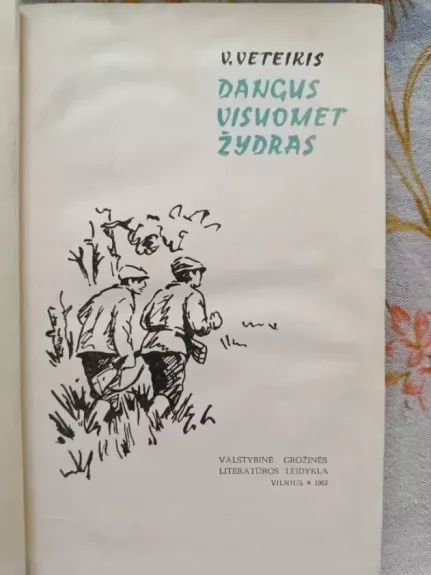 V. VETEIKIS
DANGUS
VISUOMET
ŽYDRAS
VALSTYBINĖ GROŽINĖS
LITERATŪROS LEIDYKLA
VILNIUS * 1962